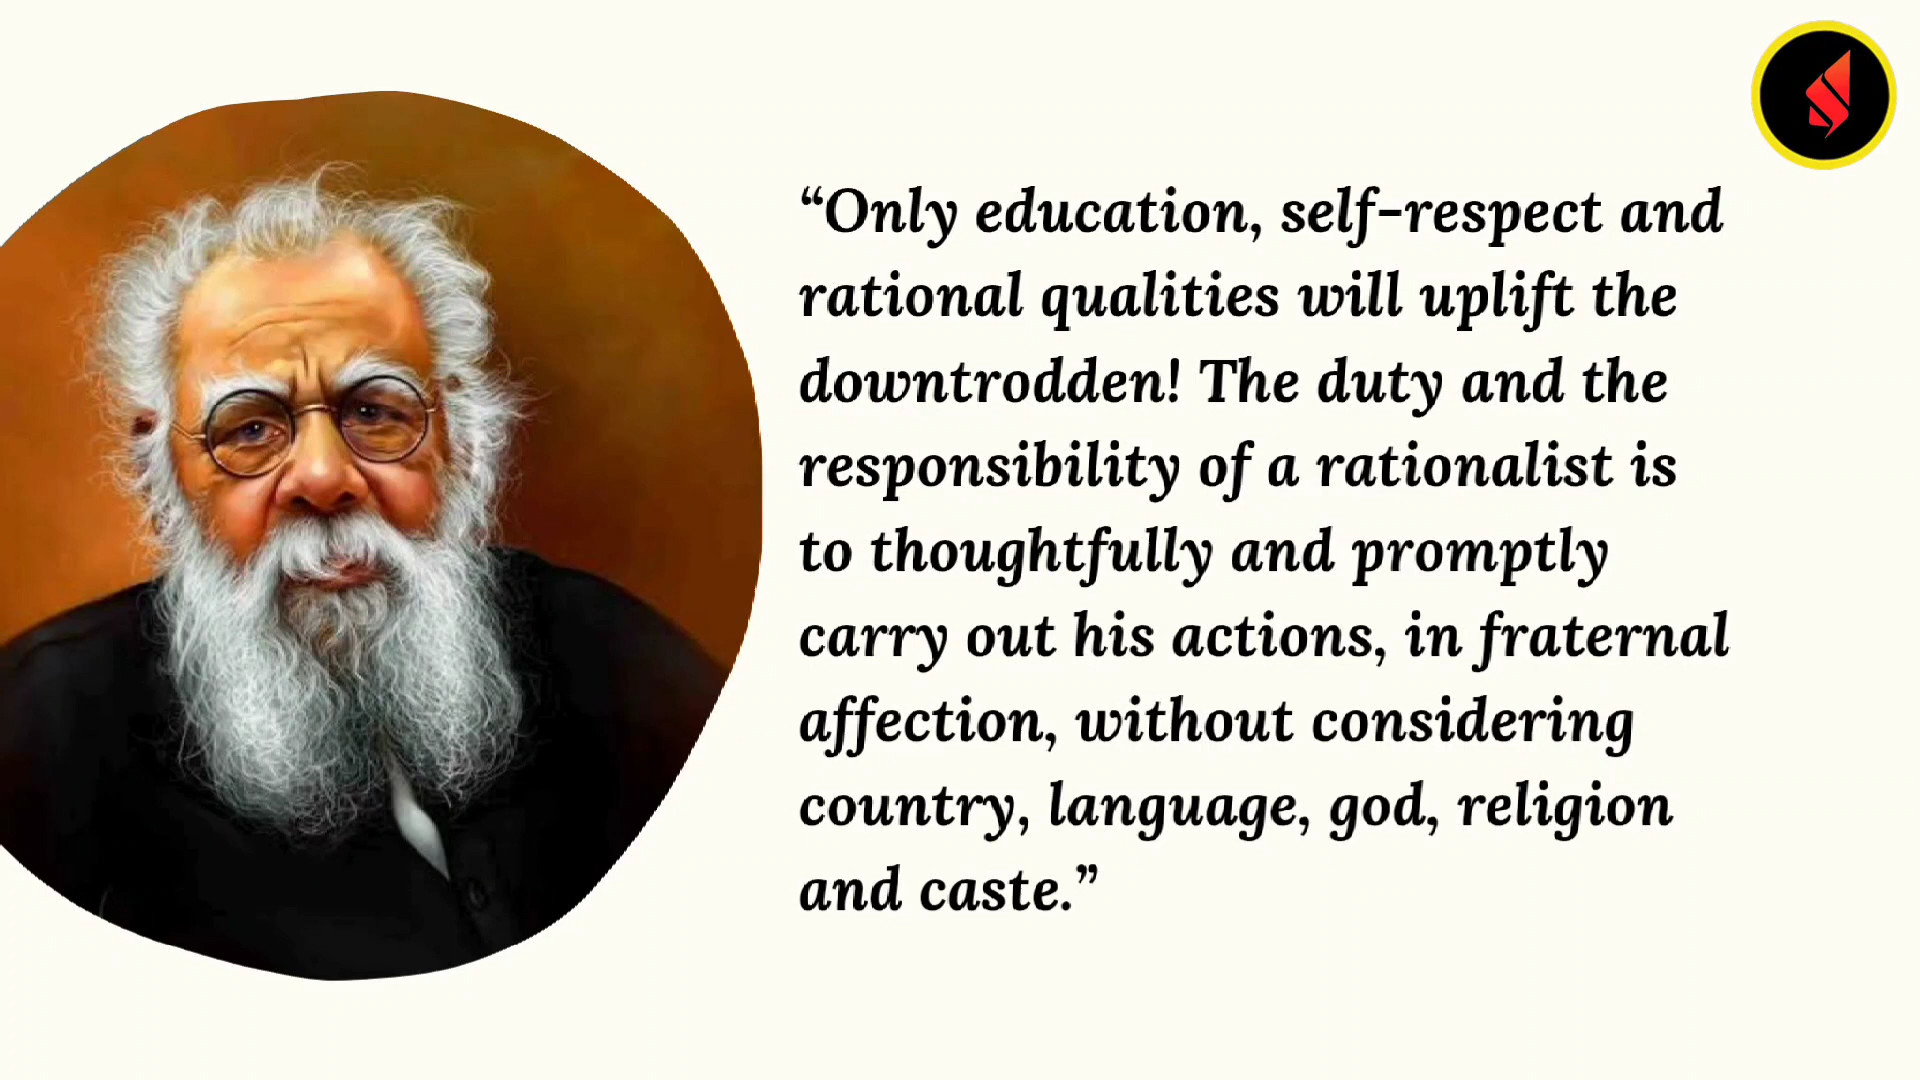 “Only education, self-respect and
rational qualities will uplift the
downtrodden! The duty and the
responsibility of a rationalist is
to thoughtfully and promptly
carry out his actions, in fraternal
affection, without considering
country, language, god, religion
and caste.”